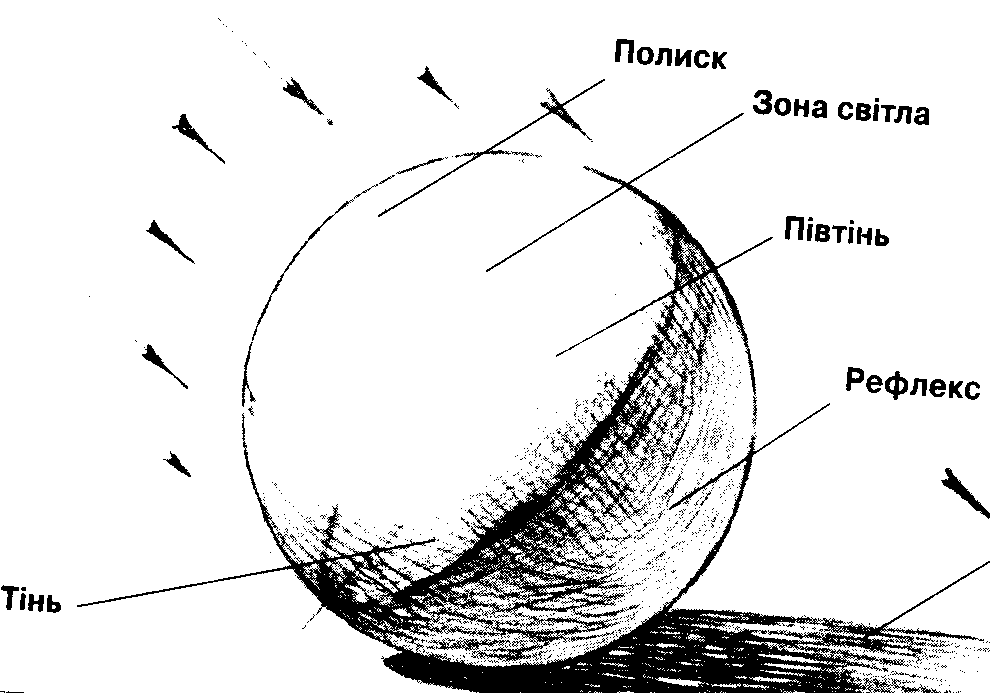 Полиск
Зона світла
Півтінь
Рефлекс
Тінь